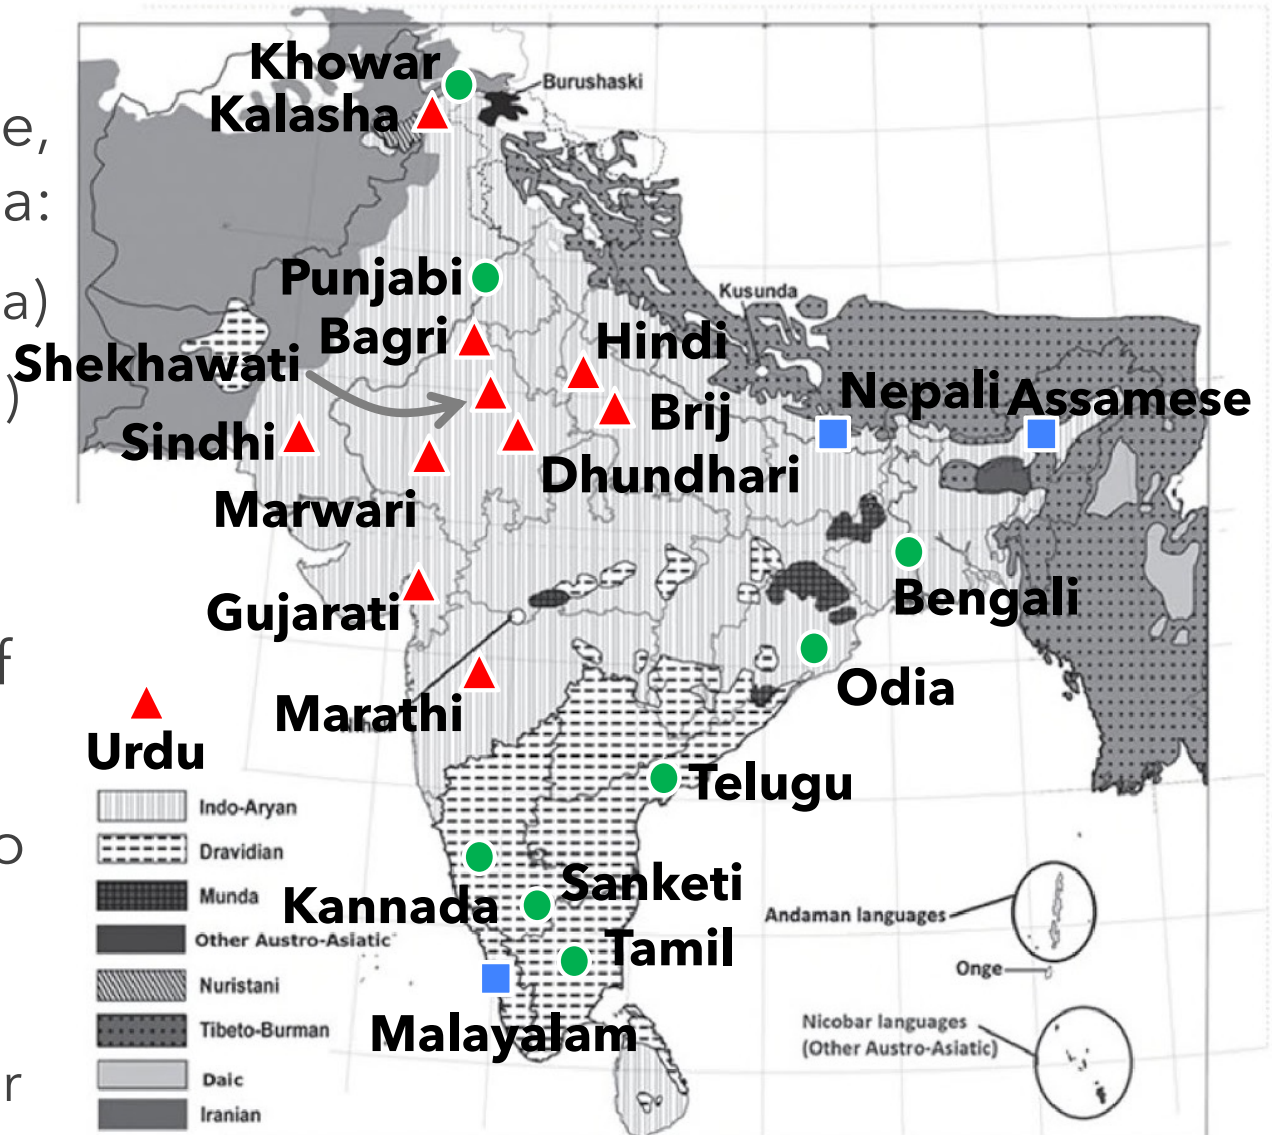 e,
a:
a)
)
f
o
r
Khowar
Kalasha
Burushaski
Punjabi
Bagri
Shekhawati
Hindi
Kusunda
Brij
Nepali
Assamese
Sindhi
Dhundhari
Marwari
Gujarati
Bengali
Odia
Marathi
Urdu
Telugu
Sanketi
Kannada
Tamil
Malayalam
Indo-Aryan
Dravidian
Munda
Other Austro-Asiatic
Nuristani
Tibeto-Burman
Daic
Iranian
Andaman languages
Onge
Nicobar languages
(Other Austro-Asiatic)